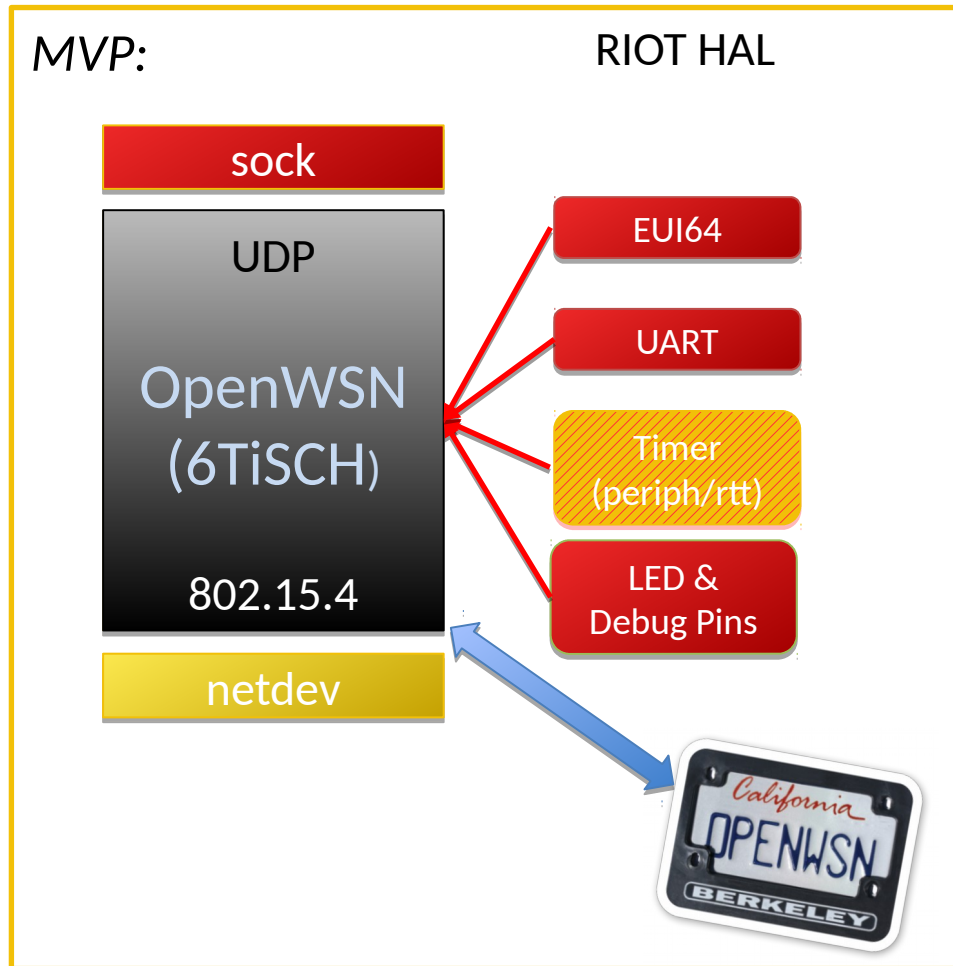 MVP:
RIOT HAL
sock
UDP
OpenWSN
(6TiSCH)
802.15.4
netdev
EUI64
UART
Timer
(periph/rtt)
LED &
Debug Pins
California
OPENWSN
BERKELEY